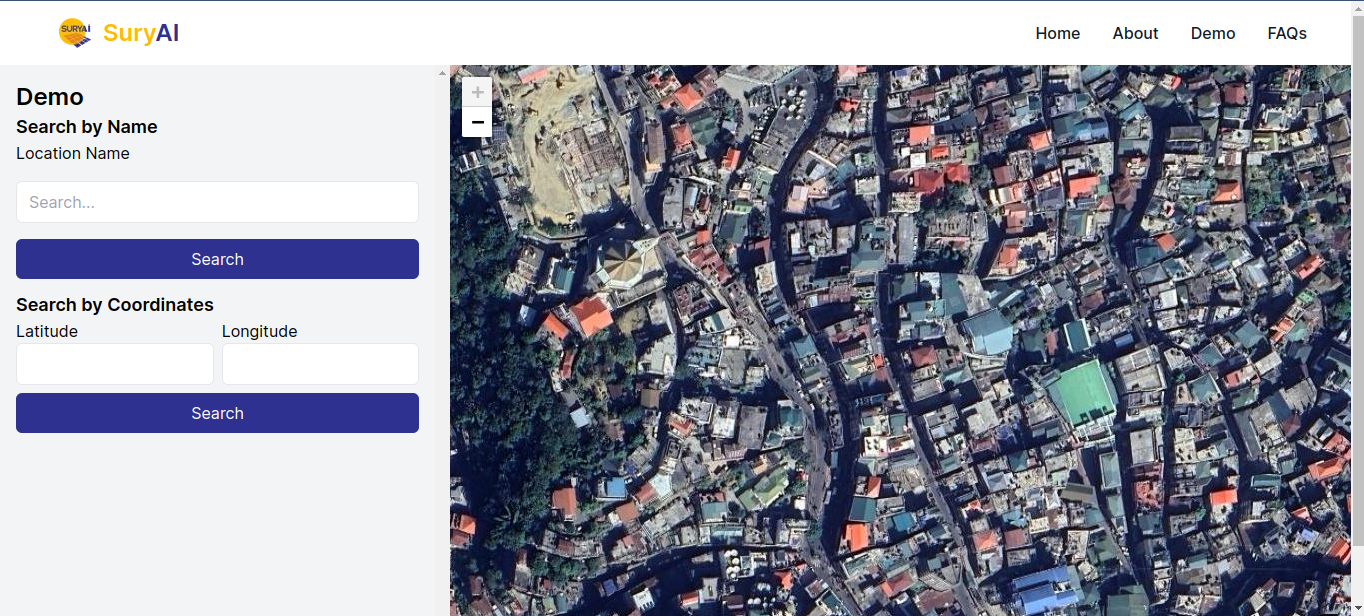 SURYAI
SuryAI
Home
About
Demo
FAQs
Demo
Search by Name
Location Name
Search...
Search
Search by Coordinates
Latitude
Longitude
Search
+
−